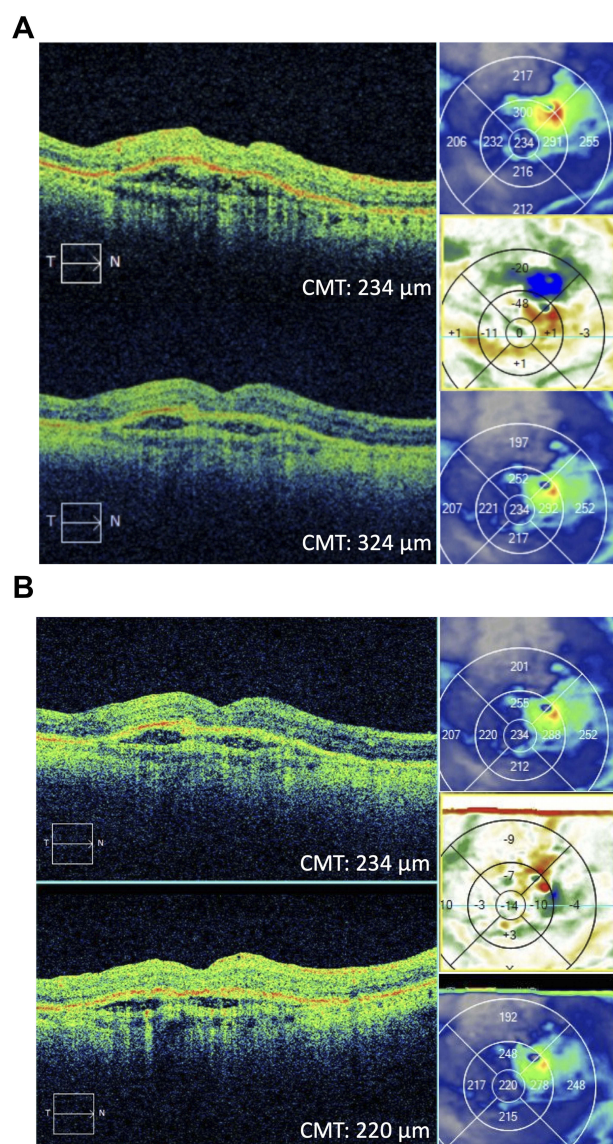 A
217
300
206 232 234 291 255
216
212
T N
CMT: 234 μm
-20
-48
+1 -11 0 +1 -3
+1
197
252
207 221 234 292 252
217
T N
CMT: 324 μm
B
201
255
207 220 234 288 252
212
T N
CMT: 234 μm
-9
-7
10 -3 -14 -10 -4
+3
192
248
217 220 278 248
215
T N
CMT: 220 μm